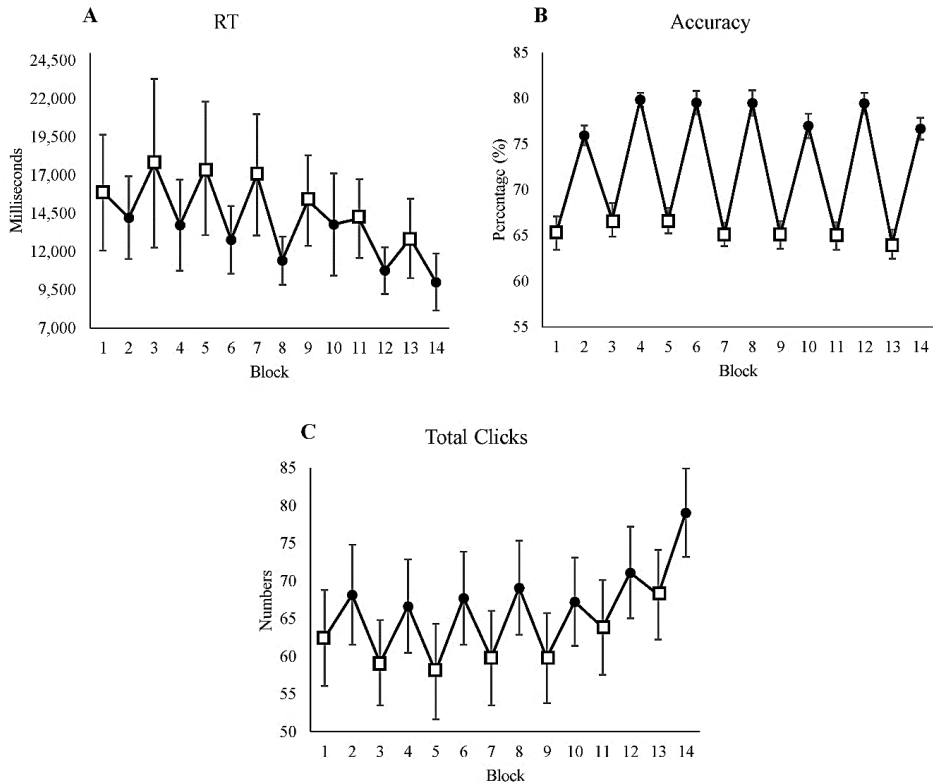 A
RT
24,500
22,000
19,500
17,000
14,500
12,000
9,500
7,000
Milliseconds
1 2 3 4 5 6 7 8 9 10 11 12 13 14
Block
B
Accuracy
85
80
75
70
65
60
55
Percentage (%)
1 2 3 4 5 6 7 8 9 10 11 12 13 14
Block
C
Total Clicks
85
80
75
70
65
60
55
50
Numbers
1 2 3 4 5 6 7 8 9 10 11 12 13 14
Block